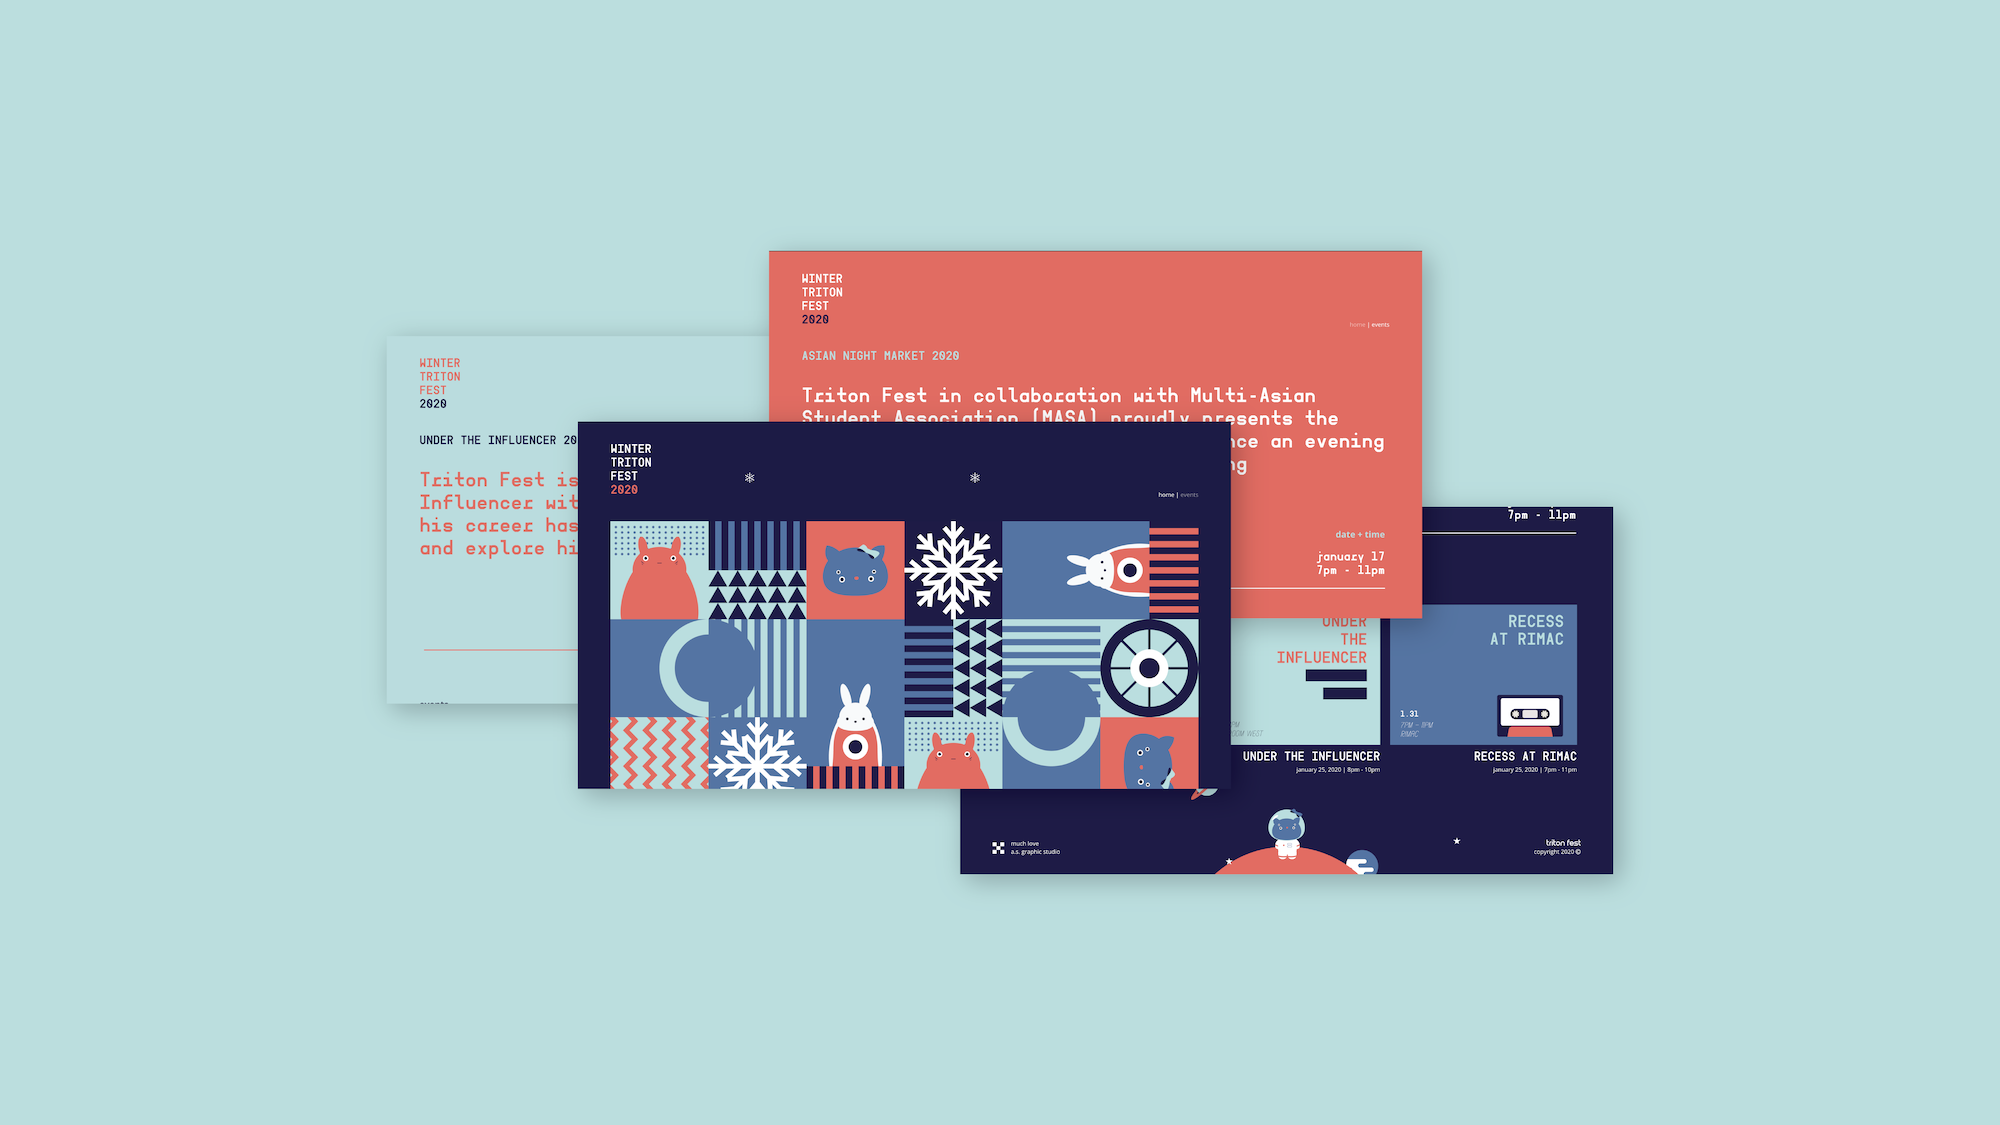 WINTER
TRITON
FEST
2020
home | events
ASIAN NIGHT MARKET 2020
Triton Fest in collaboration with Multi-Asian
Student Association (MASA) proudly presents the
an evening
date + time
january 17
7pm - 11pm
WINTER
TRITON
FEST
2020
UNDER THE INFLUENCER 20
Triton Fest is
Influencer wit
his career has
and explore hi
WINTER
TRITON
FEST
2020
home | events
7pm - 11pm
UNDER
THE
INFLUENCER
UNDER THE INFLUENCER
january 25, 2020 | 8pm - 10pm
RECESS
AT RIMAC
1.31
7PM - 11PM
RIMAC
RECESS AT RIMAC
january 25, 2020 | 7pm - 11pm
much love
a.s. graphic studio
triton fest
copyright 2020 ©